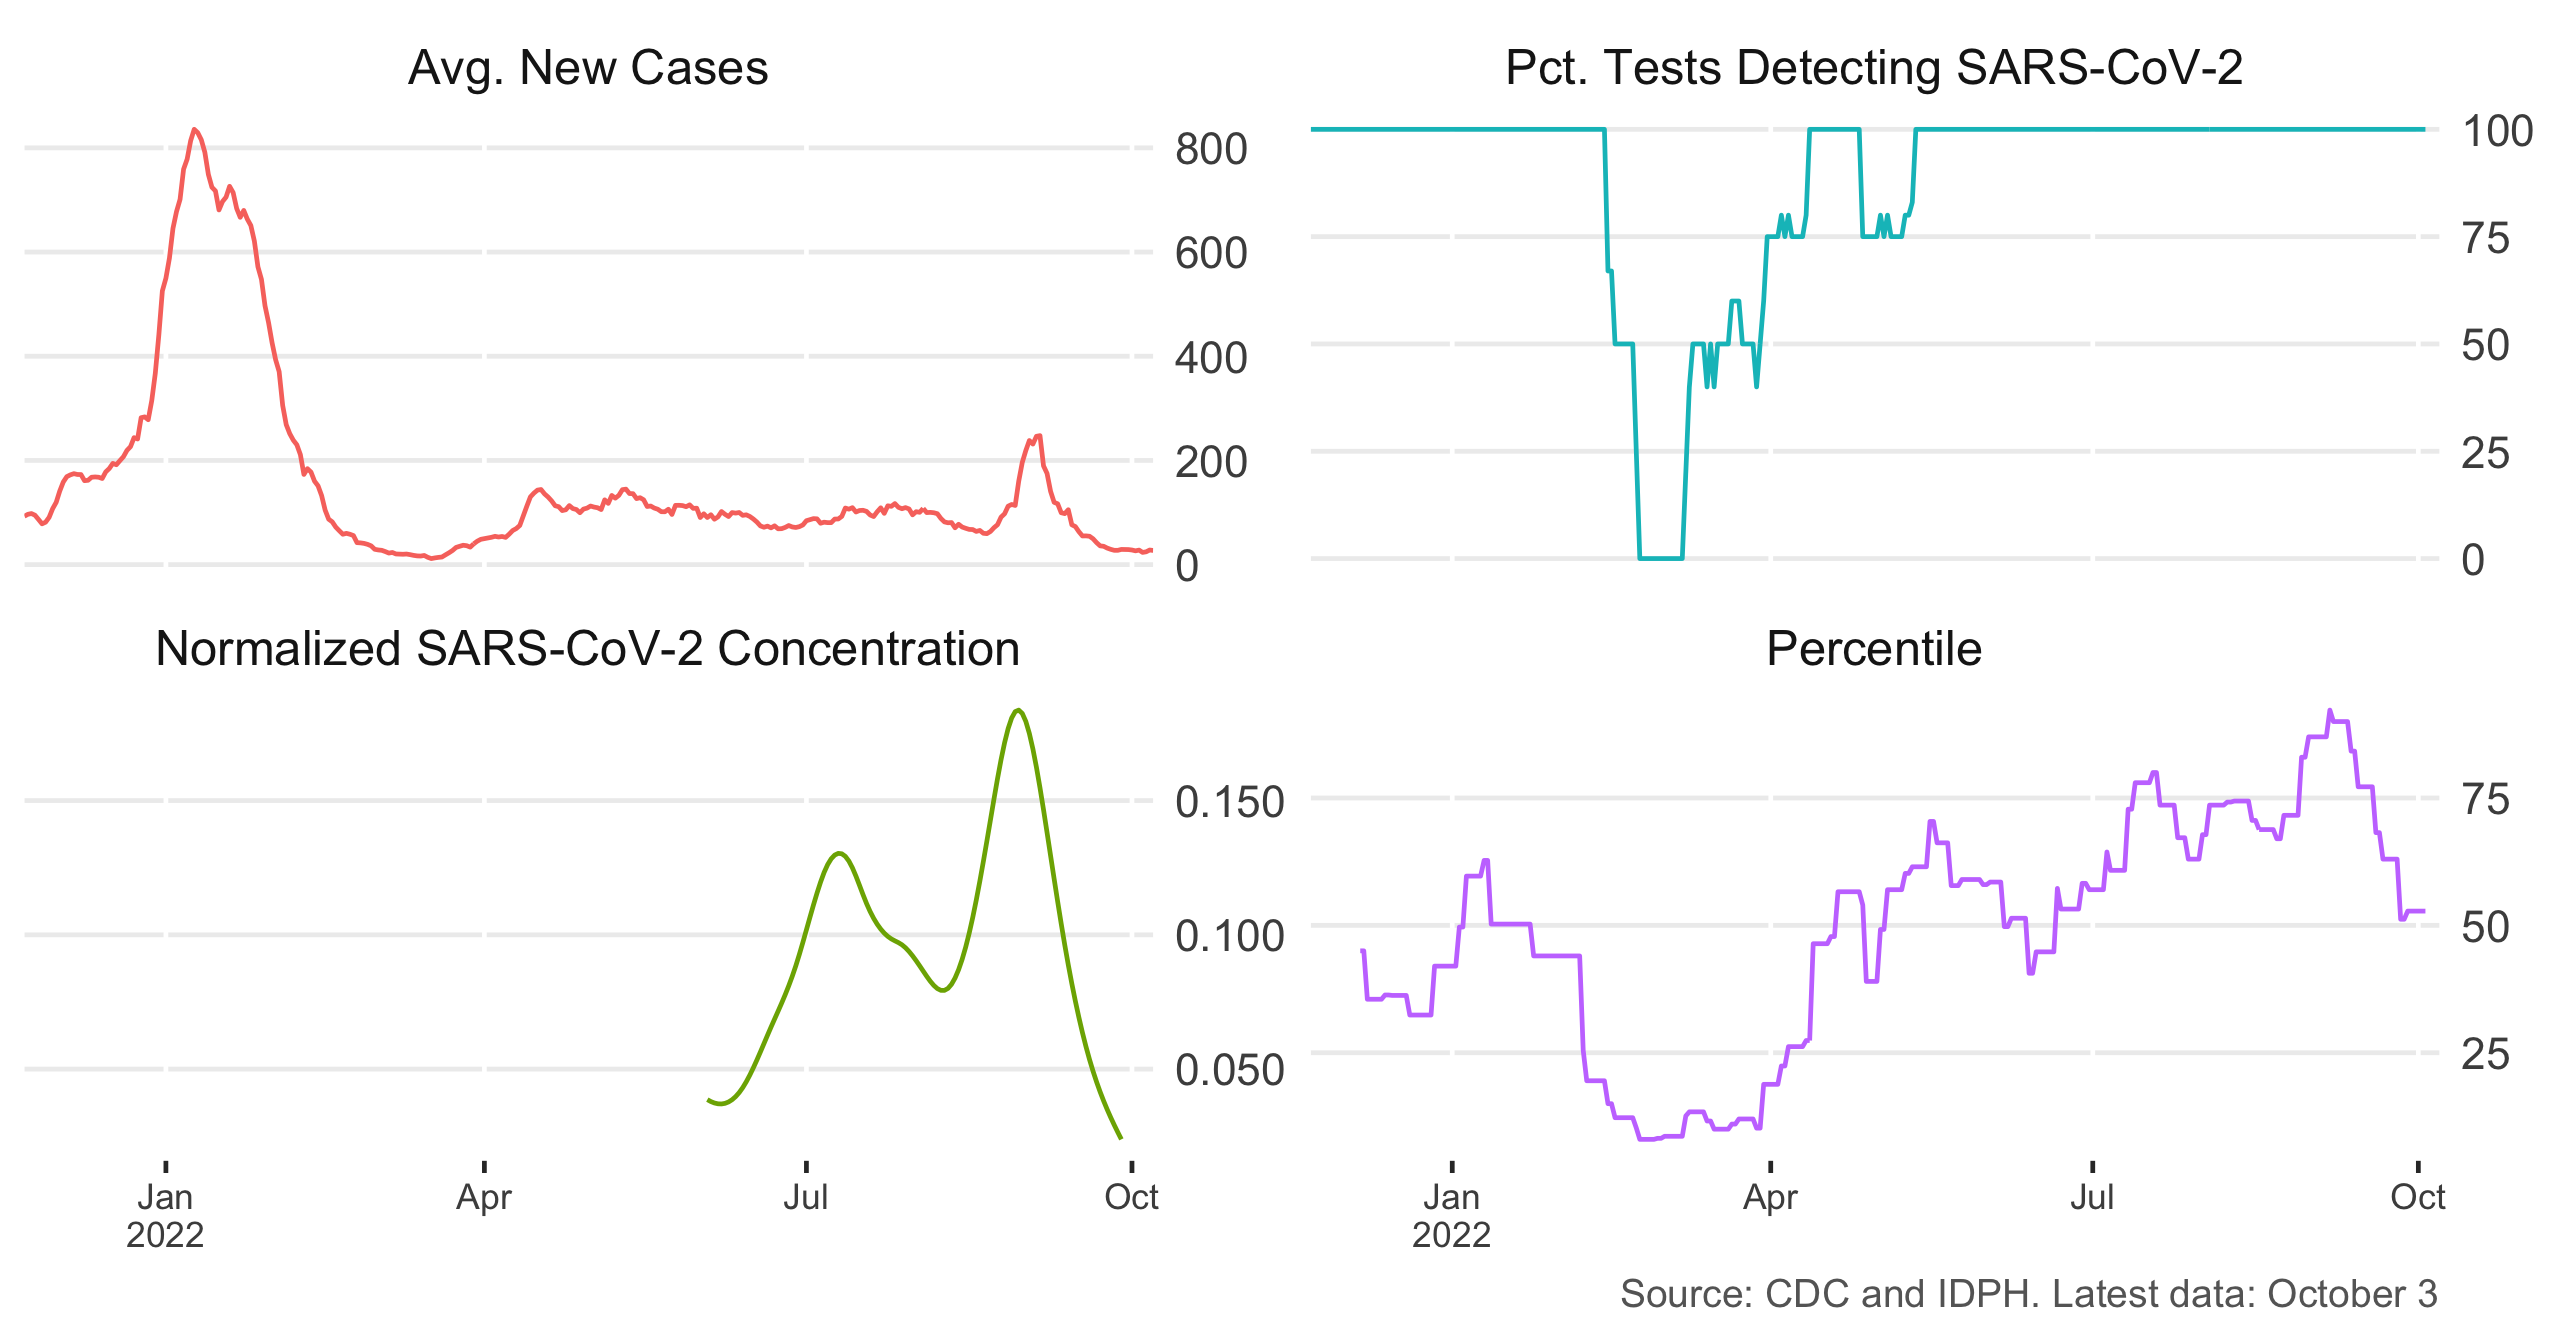 Avg. New Cases
800
600
400
200
0
Pct. Tests Detecting SARS-CoV-2
100
75
50
25
0
Normalized SARS-CoV-2 Concentration
0.150
0.100
0.050
Jan
2022
Apr
Jul
Oct
Percentile
75
50
25
Jan
2022
Apr
Jul
Oct
Source: CDC and IDPH. Latest data: October 3